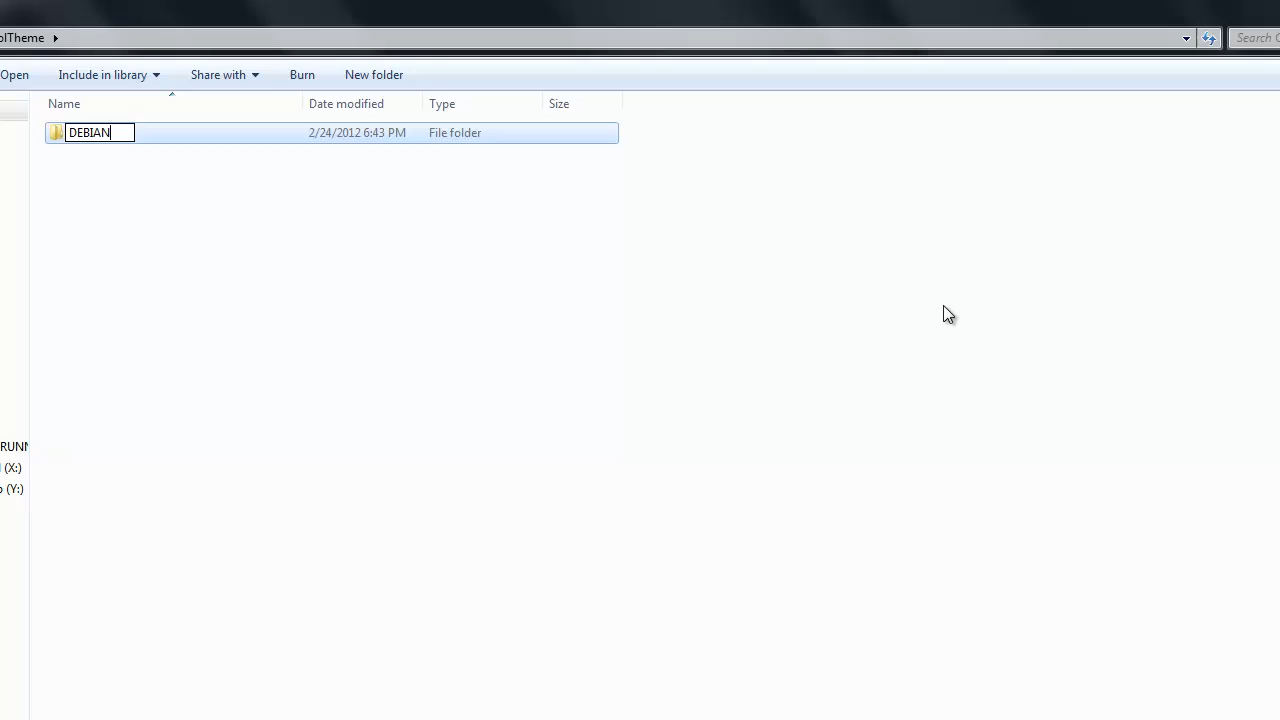 olTheme
Search C
Open
Include in library
Share with
Burn
New folder
Name
Date modified
Type
Size
DEBIAN
2/24/2012 6:43 PM
File folder
RUNN
(X:)
(Y:)